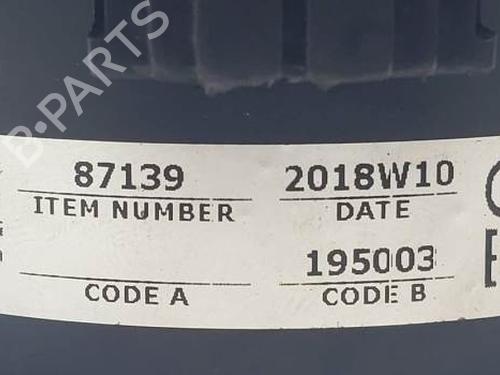 B-PARTS
87139 2018W10
ITEM NUMBER DATE
195003
CODE A CODE B